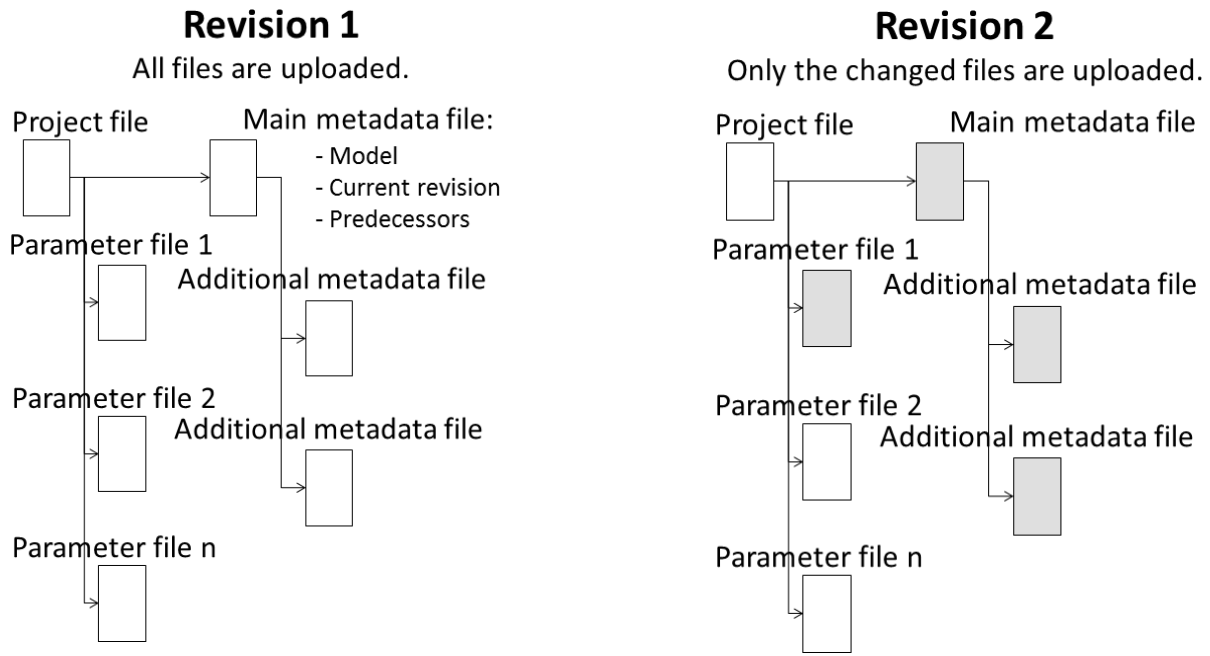 Revision 1
All files are uploaded.
Project file
Main metadata file:
- Model
- Current revision
- Predecessors
Parameter file 1
Additional metadata file
Parameter file 2
Additional metadata file
Parameter file n
Revision 2
Only the changed files are uploaded.
Project file
Main metadata file
Parameter file 1
Additional metadata file
Parameter file 2
Additional metadata file
Parameter file n